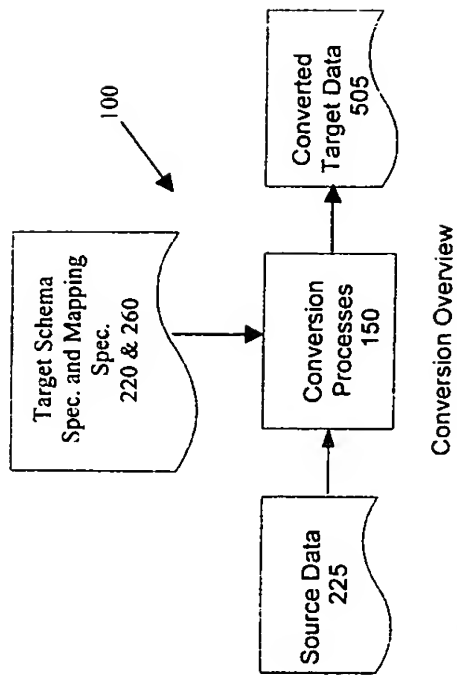 Target Schema
Spec. and Mapping
Spec.
220 & 260
100
Source Data
225
Conversion
Processes
150
Converted
Target Data
505
Conversion Overview